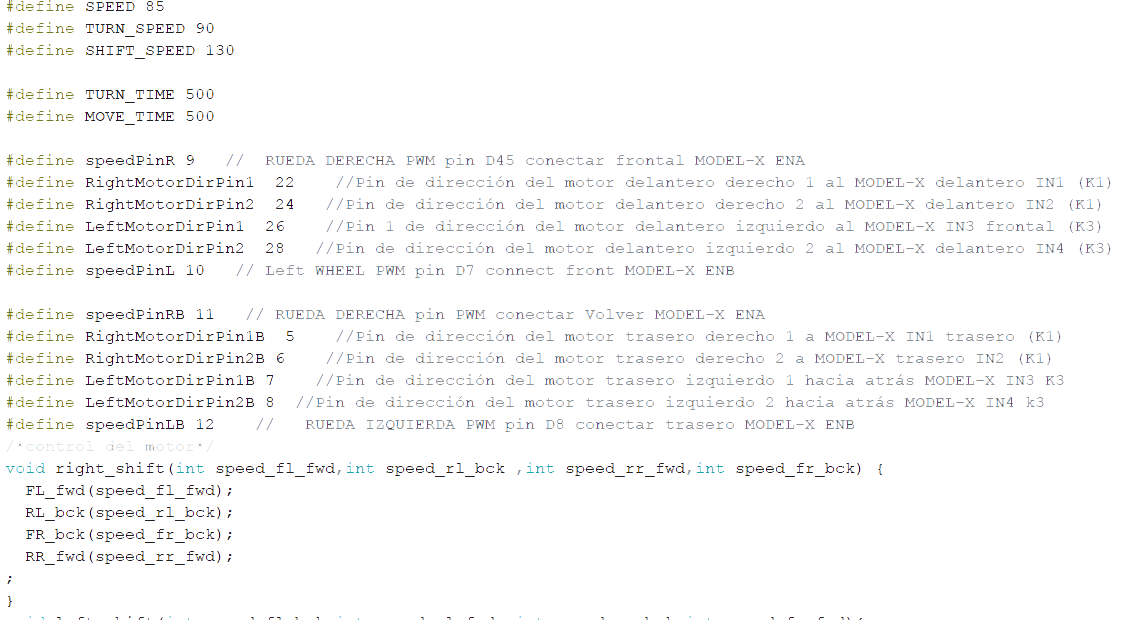 #define SPEED 85
#define TURN_SPEED 90
#define SHIFT_SPEED 130
#define TURN_TIME 500
#define MOVE_TIME 500
#define speedPinR 9   //  RUEDA DERECHA PWM pin D45 conectar frontal MODEL-X ENA
#define RightMotorDirPin1  22    //Pin de dirección del motor delantero derecho 1 al MODEL-X delantero IN1 (K1)
#define RightMotorDirPin2  24   //Pin de dirección del motor delantero derecho 2 al MODEL-X delantero IN2 (K1)
#define LeftMotorDirPin1  26    //Pin 1 de dirección del motor delantero izquierdo al MODEL-X IN3 frontal (K3)
#define LeftMotorDirPin2  28   //Pin de dirección del motor delantero izquierdo 2 al MODEL-X delantero IN4 (K3)
#define speedPinL 10   // Left WHEEL PWM pin D7 connect front MODEL-X ENB
#define speedPinRB 11   // RUEDA DERECHA pin PWM conectar Volver MODEL-X ENA
#define RightMotorDirPin1B  5    //Pin de dirección del motor trasero derecho 1 a MODEL-X IN1 trasero (K1)
#define RightMotorDirPin2B 6    //Pin de dirección del motor trasero derecho 2 a MODEL-X trasero IN2 (K1)
#define LeftMotorDirPin1B 7    //Pin de dirección del motor trasero izquierdo 1 hacia atrás MODEL-X IN3 K3
#define LeftMotorDirPin2B 8  //Pin de dirección del motor trasero izquierdo 2 hacia atrás MODEL-X IN4 k3
#define speedPinLB 12    //   RUEDA IZQUIERDA PWM pin D8 conectar trasero MODEL-X ENB
/*control del motor*/
void right_shift(int speed_fl_fwd,int speed_rl_bck ,int speed_rr_fwd,int speed_fr_bck) {
  FL_fwd(speed_fl_fwd);
  RL_bck(speed_rl_bck);
  FR_bck(speed_fr_bck);
  RR_fwd(speed_rr_fwd);
;
}